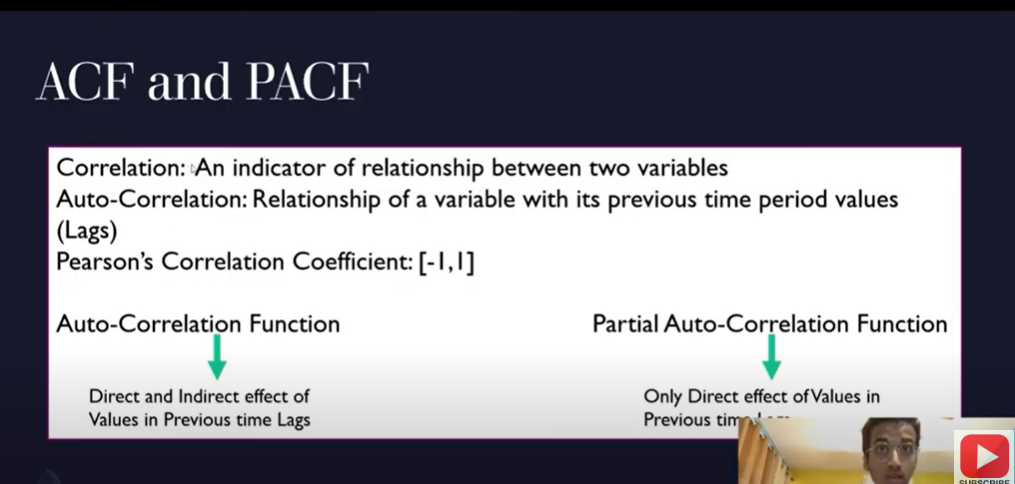 ACF and PACF
Correlation: An indicator of relationship between two variables
Auto-Correlation: Relationship of a variable with its previous time period values
(Lags)
Pearson's Correlation Coefficient: [-1,1]
Auto-Correlation Function
Partial Auto-Correlation Function
Direct and Indirect effect of
Values in Previous time Lags
Only Direct effect of Values in
Previous
SUBSCRIBE